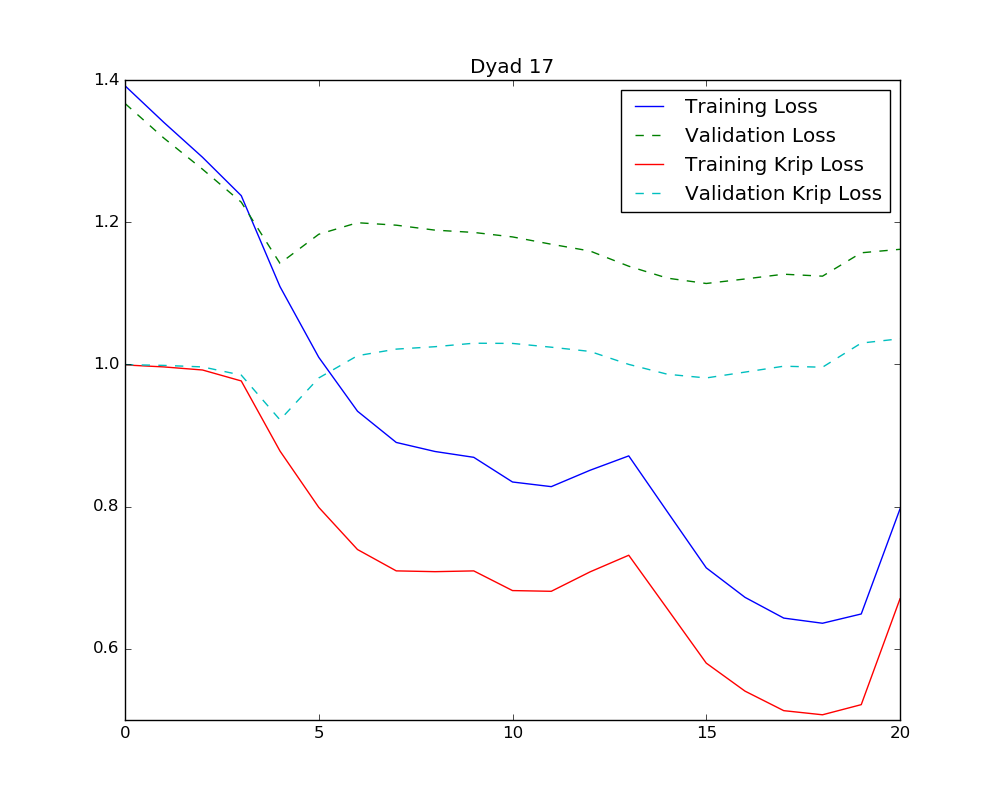 Dyad 17
1.4
1.2
1.0
0.8
0.6
Training Loss
Validation Loss
Training Krip Loss
Validation Krip Loss
0 5 10 15 20